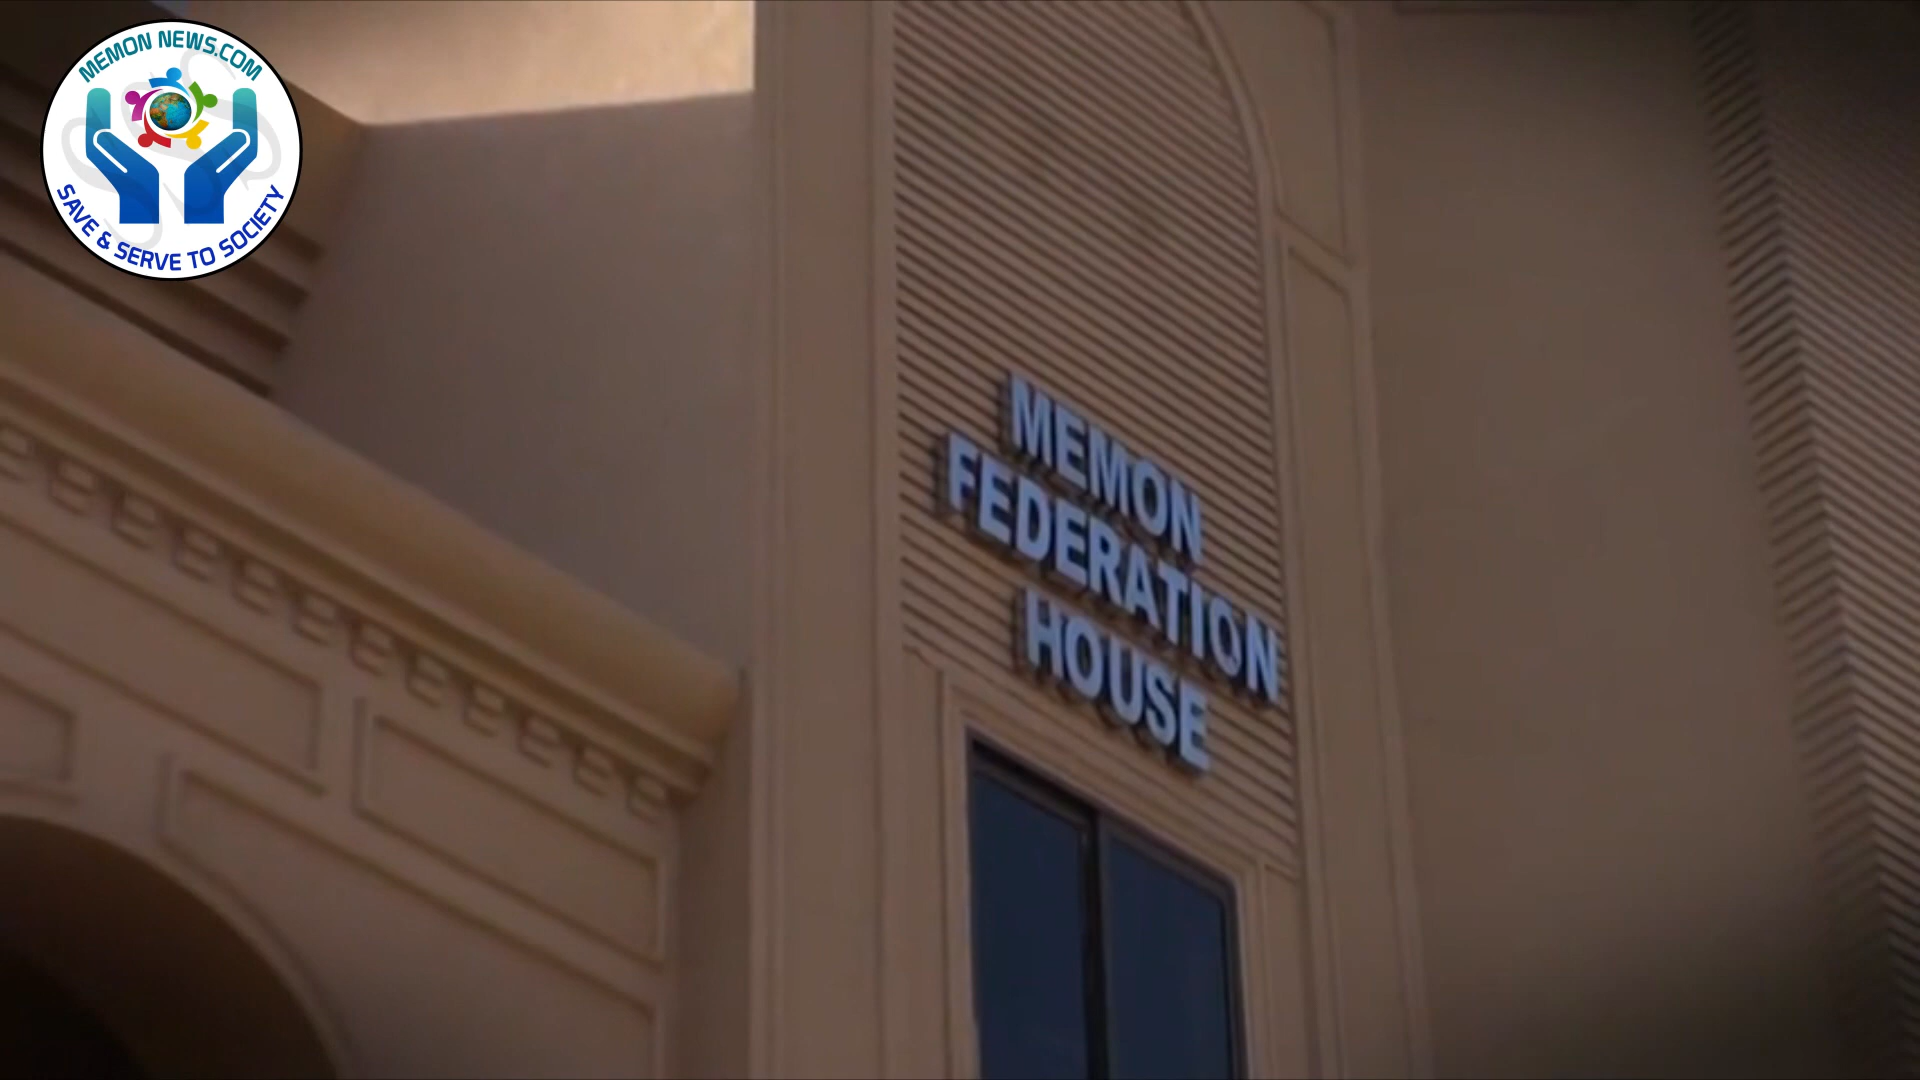 MEMON NEWS.COM
SAVE & SERVE TO SOCIETY
MEMON
FEDERATION
HOUSE